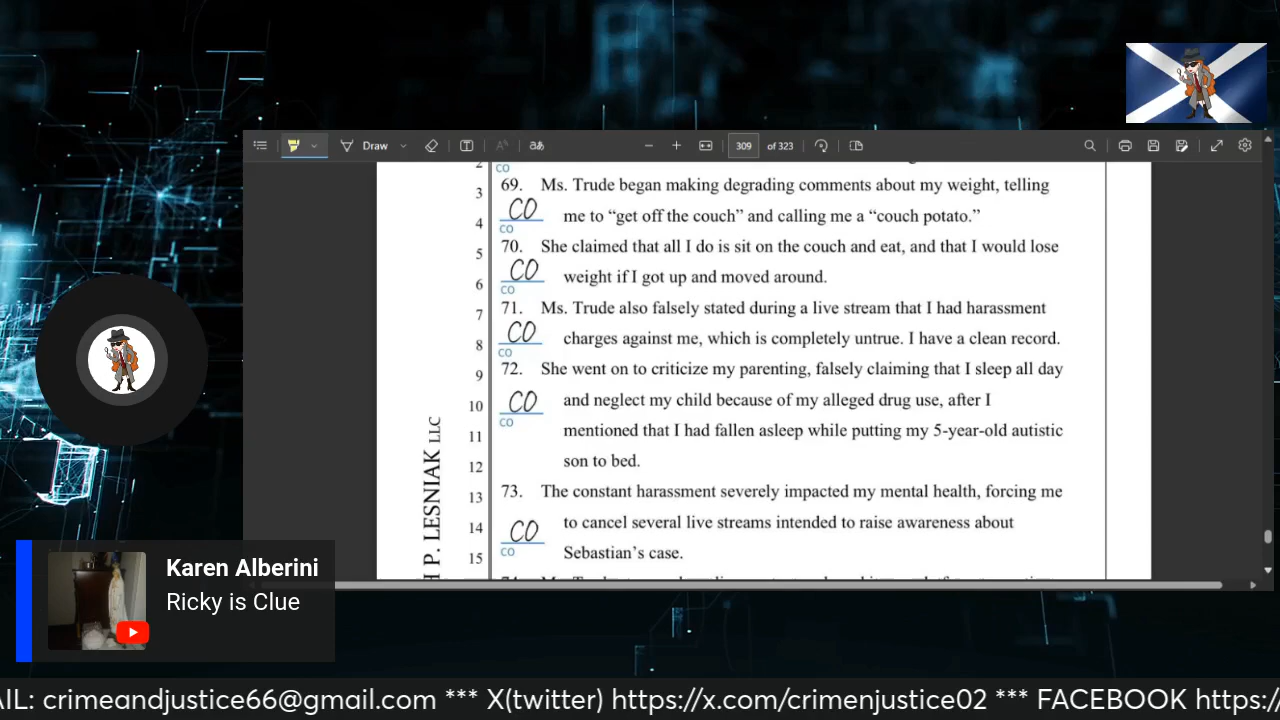 Draw
aあ
309
of 323
2
CO
3
69. Ms. Trude began making degrading comments about my weight, telling
CO
4
me to “get off the couch” and calling me a “couch potato.”
CO
5
70. She claimed that all I do is sit on the couch and eat, and that I would lose
CO
6
weight if I got up and moved around.
CO
7
71. Ms. Trude also falsely stated during a live stream that I had harassment
CO
8
charges against me, which is completely untrue. I have a clean record.
CO
9
72. She went on to criticize my parenting, falsely claiming that I sleep all day
CO
10
and neglect my child because of my alleged drug use, after I
CO
11
mentioned that I had fallen asleep while putting my 5-year-old autistic
12
son to bed.
13
73. The constant harassment severely impacted my mental health, forcing me
CO
14
to cancel several live streams intended to raise awareness about
CO
15
Sebastian’s case.
P. LESNIAK LLC
Karen Alberini
Ricky is Clue
AIL: crimeandjustice66@gmail.com *** X(twitter) https://x.com/crimenjustice02 *** FACEBOOK https:/